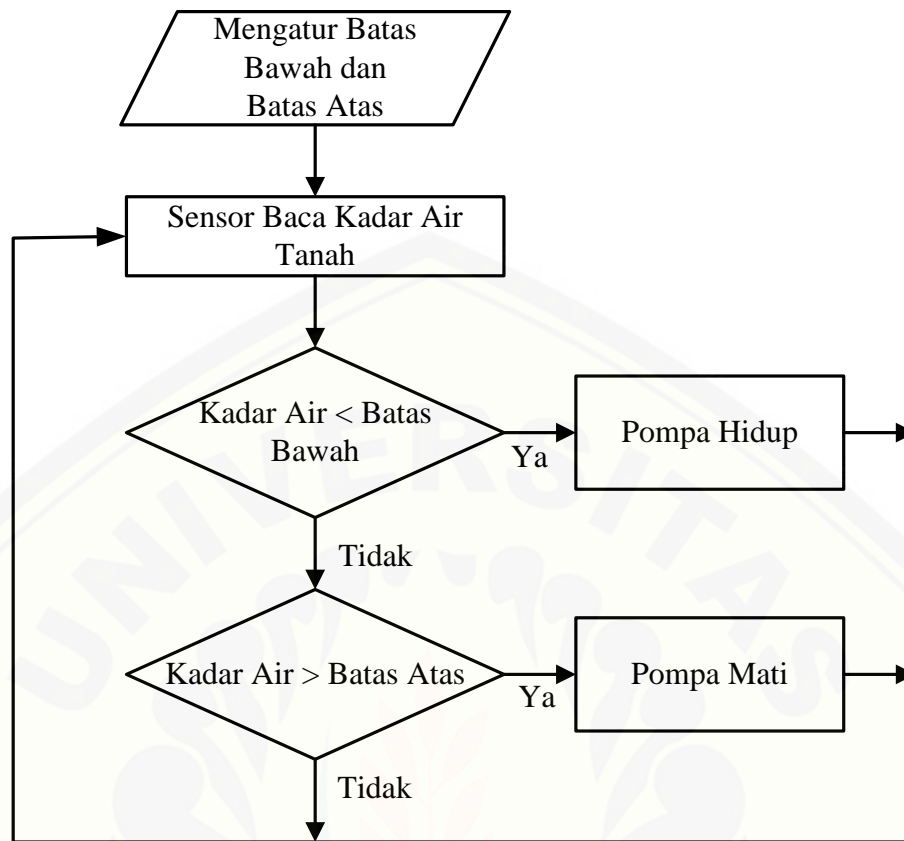 Mengatur Batas
Bawah dan
Batas Atas
Sensor Baca Kadar Air
Tanah
Kadar Air < Batas
Bawah
Ya
Pompa Hidup
Tidak
Kadar Air > Batas Atas
Ya
Pompa Mati
Tidak
UNIVERSITAS